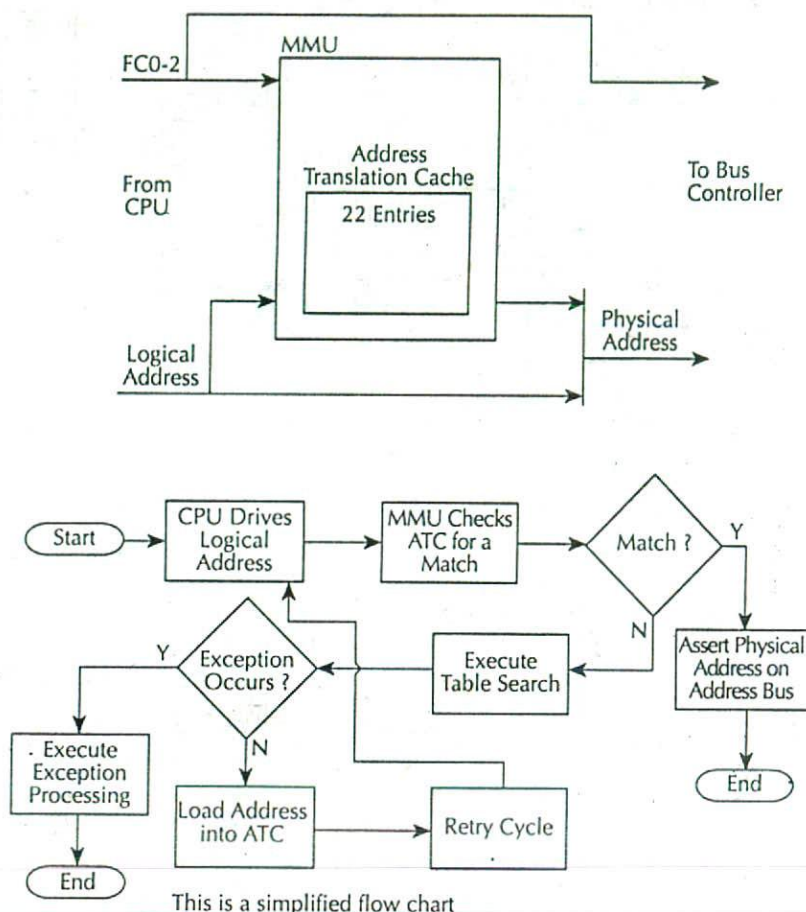 MMU
FC0-2
Address
Translation Cache
22 Entries
From
CPU
To Bus
Controller
Logical
Address
Physical
Address
Start
CPU Drives
Logical
Address
MMU Checks
ATC for a
Match
Match ?
Y
N
Assert Physical
Address on
Address Bus
End
Execute
Table Search
Exception
Occurs ?
Y
N
Execute
Exception
Processing
End
Load Address
into ATC
Retry Cycle
This is a simplified flow chart